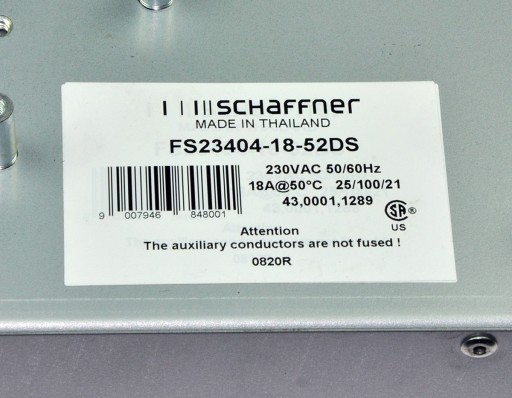 SCHAFFNER
MADE IN THAILAND
FS23404-18-52DS
230VAC 50/60Hz
18A@50°C 25/100/21
43,0001,1289
9 007946 848001
SA ®
US
Attention
The auxiliary conductors are not fused !
0820R